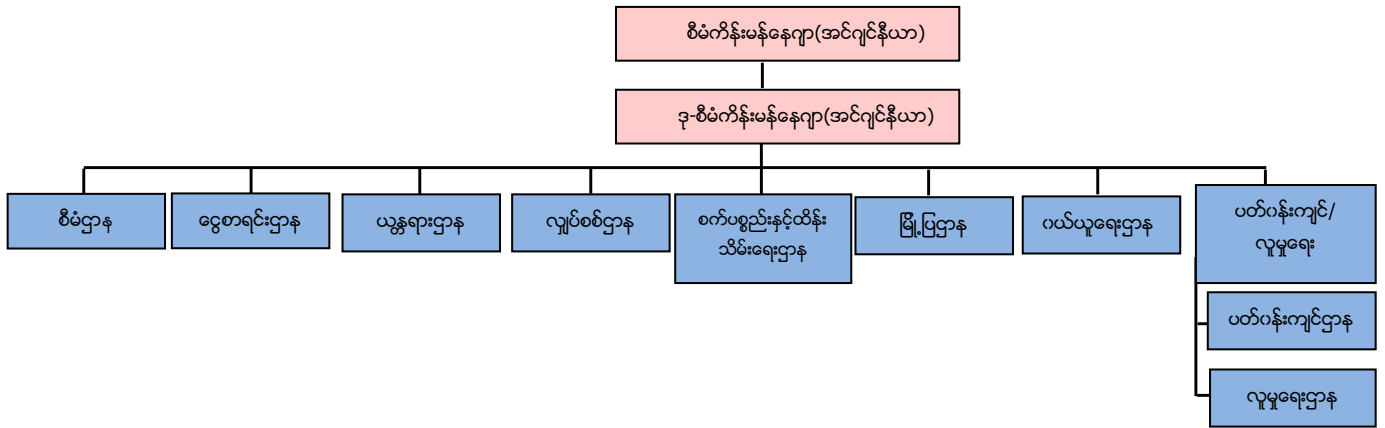 စီမံကိန်းမန်နေဂျာ(အင်ဂျင်နီယာ)
ဒု-စီမံကိန်းမန်နေဂျာ(အင်ဂျင်နီယာ)
စီမံဌာန
ငွေစာရင်းဌာန
ယန္တရားဌာန
လျှပ်စစ်ဌာန
စက်ပစ္စည်းနှင့်ထိန်း
သိမ်းရေးဌာန
မြို့ပြဌာန
ဝယ်ယူရေးဌာန
ပတ်ဝန်းကျင်/
လူမှုရေး
ပတ်ဝန်းကျင်ဌာန
လူမှုရေးဌာန